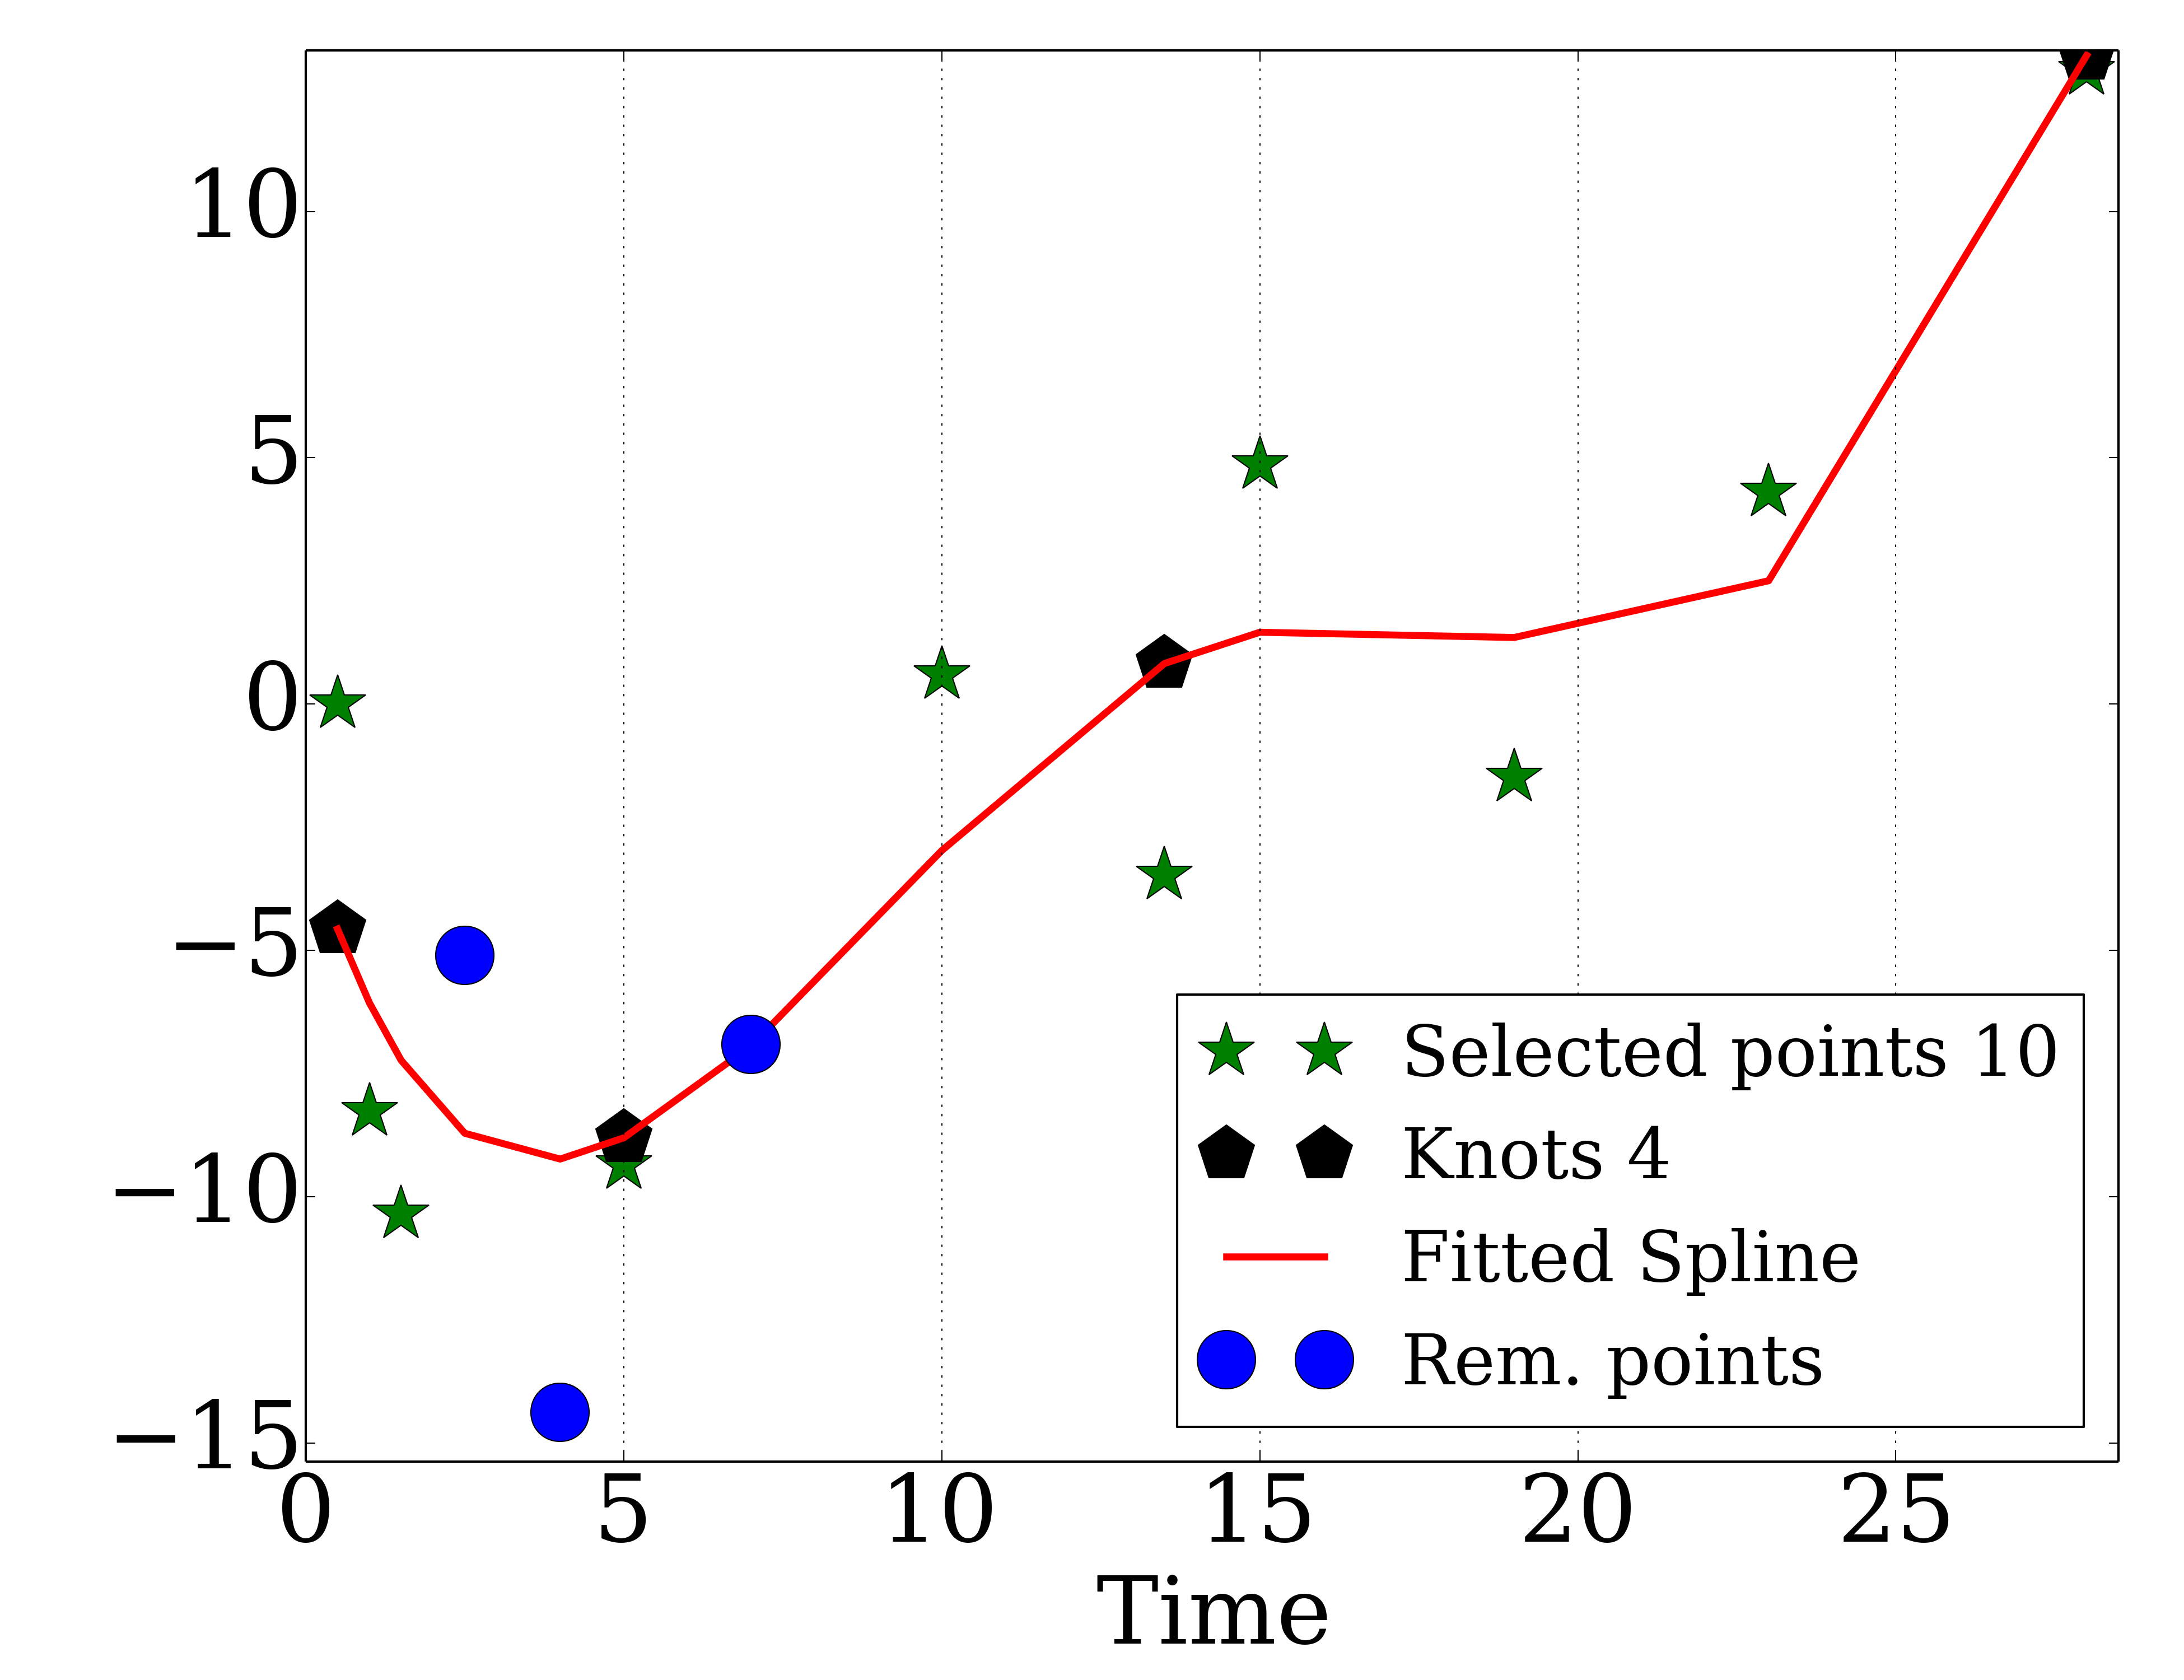 10
5
0
−5
−10
−15
0 5 10 15 20 25
Time
Selected points 10
Knots 4
Fitted Spline
Rem. points